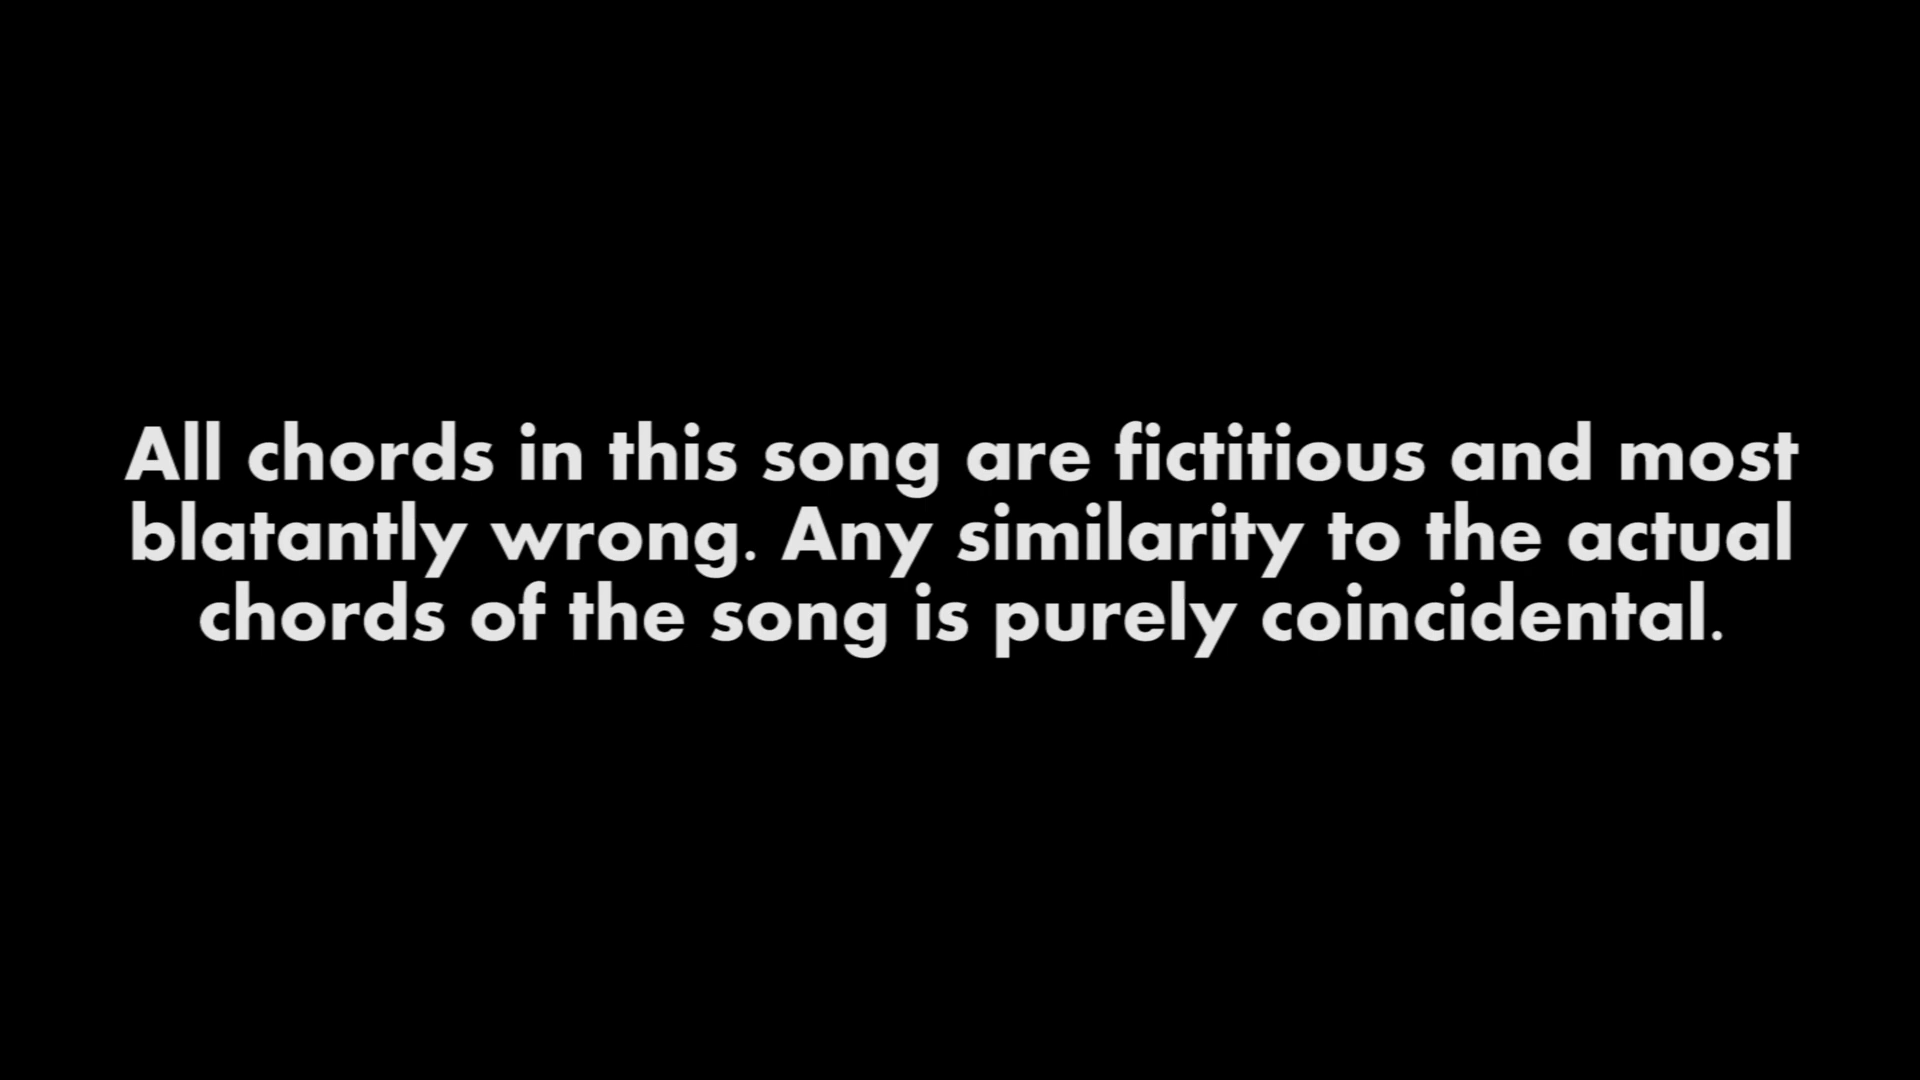 All chords in this song are fictitious and most
blatantly wrong. Any similarity to the actual
chords of the song is purely coincidental.